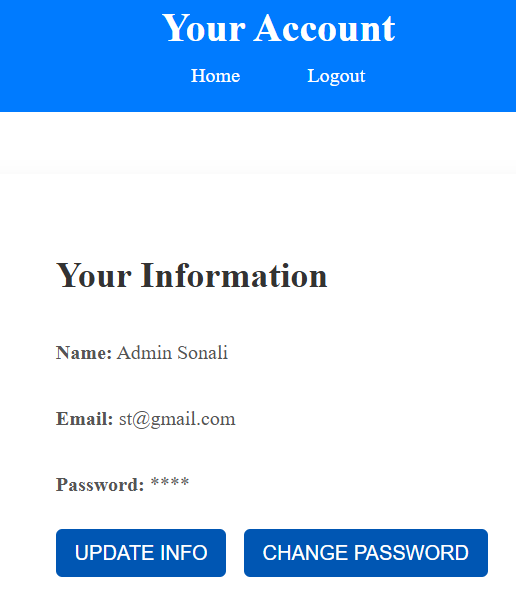 Your Account
Home Logout
Your Information
Name: Admin Sonali
Email: st@gmail.com
Password: ****
UPDATE INFO CHANGE PASSWORD